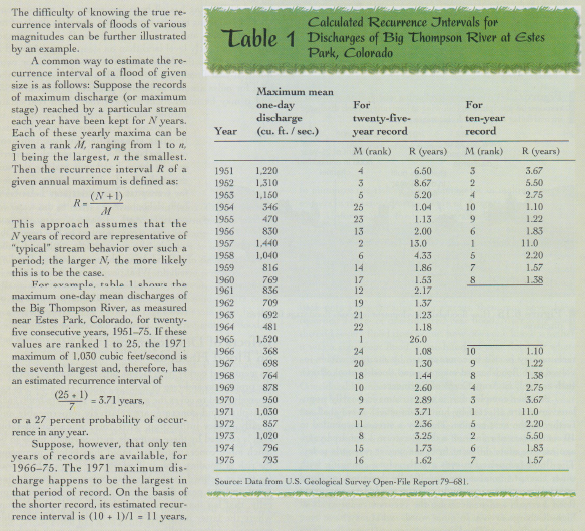 The difficulty of knowing the true re-
currence intervals of floods of various
magnitudes can be further illustrated
by an example.
A common way to estimate the re-
currence interval of a flood of given
size is as follows: Suppose the records
of maximum discharge (or maximum
stage) reached by a particular stream
each year have been kept for N years.
Each of these yearly maxima can be
given a rank M, ranging from 1 to n,
1 being the largest, n the smallest.
Then the recurrence interval R of a
given annual maximum is defined as:
R = (N + 1)
M
This approach assumes that the
N years of record are representative of
"typical" stream behavior over such a
period; the larger N, the more likely
this is to be the case.
For example, table 1 shows the
maximum one-day mean discharges of
the Big Thompson River, as measured
near Estes Park, Colorado, for twenty-
five consecutive years, 1951–75. If these
values are ranked 1 to 25, the 1971
maximum of 1,030 cubic feet/second is
the seventh largest and, therefore, has
an estimated recurrence interval of
(25 + 1)
7 = 3.71 years,
or a 27 percent probability of occur-
rence in any year.
Suppose, however, that only ten
years of records are available, for
1966–75. The 1971 maximum dis-
charge happens to be the largest in
that period of record. On the basis of
the shorter record, its estimated recur-
rence interval is (10 + 1)/1 = 11 years,
Table 1
Calculated Recurrence Intervals for
Discharges of Big Thompson River at Estes
Park, Colorado
Year
Maximum mean
one-day
discharge
(cu. ft. / sec.)
For
twenty-five-
year record
For
ten-year
record
M (rank) R (years) M (rank) R (years)
1951 1,220 4 6.50 3 3.67
1952 1,310 3 8.67 2 5.50
1953 1,150 5 5.20 4 2.75
1954 346 25 1.04 10 1.10
1955 470 23 1.13 9 1.22
1956 830 13 2.00 6 1.83
1957 1,440 2 13.0 1 11.0
1958 1,040 6 4.33 5 2.20
1959 816 14 1.86 7 1.57
1960 769 17 1.53 8 1.38
1961 836 12 2.17
1962 709 19 1.37
1963 692 21 1.23
1964 481 22 1.18
1965 1,520 1 26.0
1966 368 24 1.08 10 1.10
1967 698 20 1.30 9 1.22
1968 764 18 1.44 8 1.38
1969 878 10 2.60 4 2.75
1970 950 9 2.89 3 3.67
1971 1,030 7 3.71 1 11.0
1972 857 11 2.36 5 2.20
1973 1,020 8 3.25 2 5.50
1974 796 15 1.73 6 1.83
1975 793 16 1.62 7 1.57
Source: Data from U.S. Geological Survey Open-File Report 79–681.